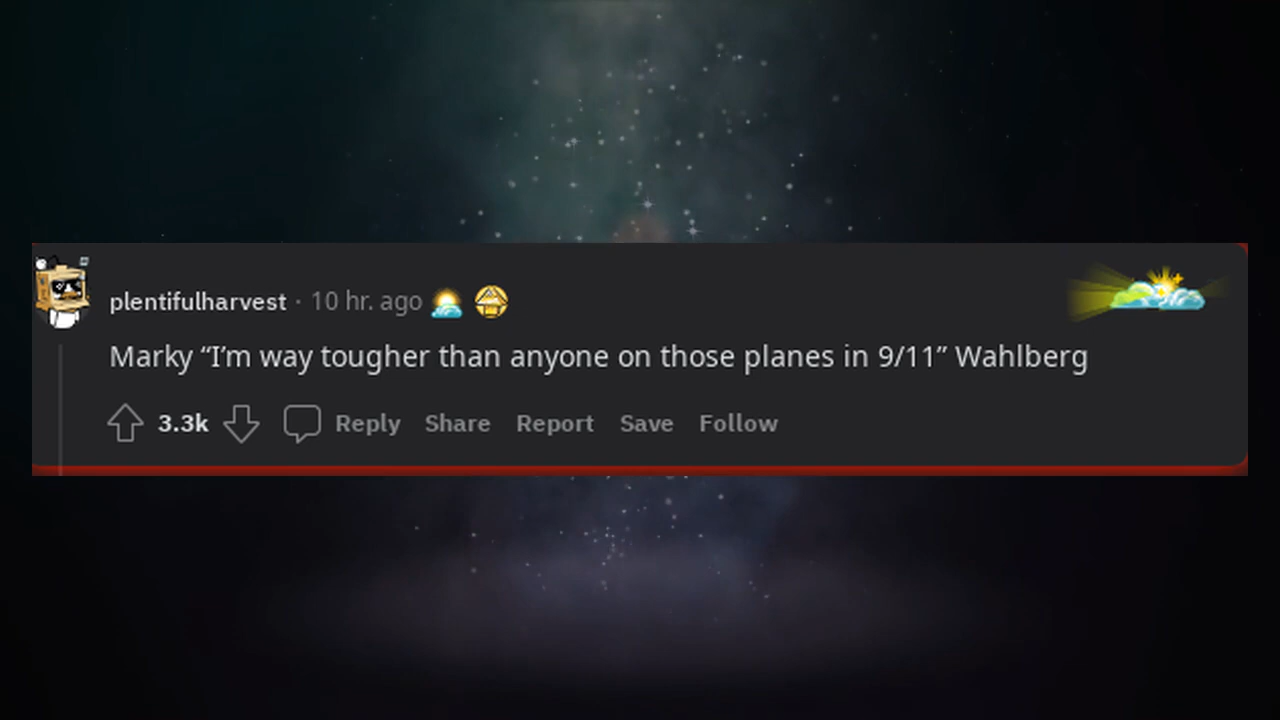 plentifulharvest · 10 hr. ago
Marky “I’m way tougher than anyone on those planes in 9/11” Wahlberg
3.3k Reply Share Report Save Follow